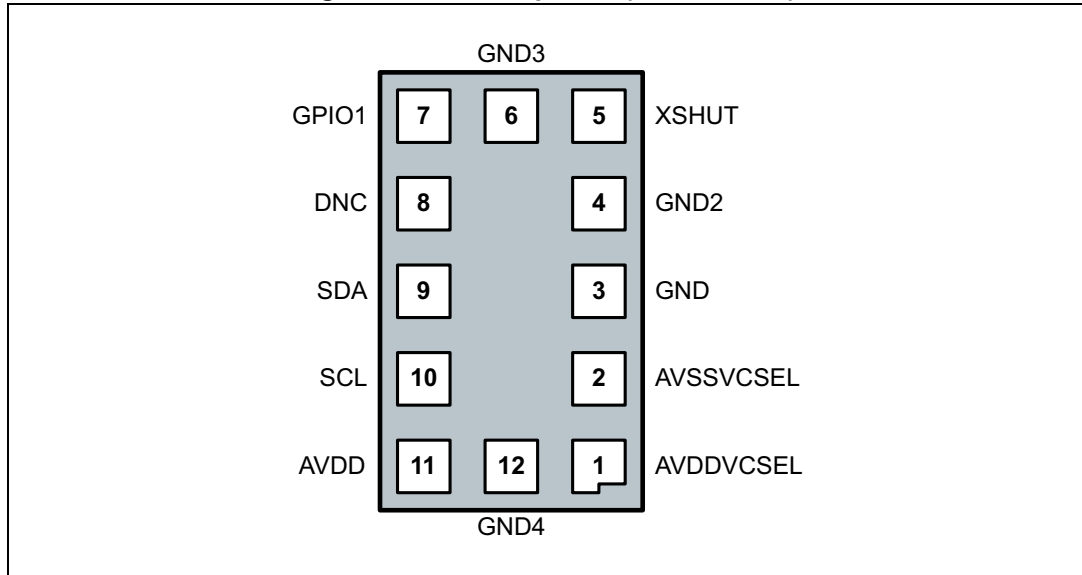 GND3
GPIO1 7 6 5 XSHUT
DNC 8 4 GND2
SDA 9 3 GND
SCL 10 2 AVSSVCSEL
AVDD 11 12 1 AVDDVCSEL
GND4